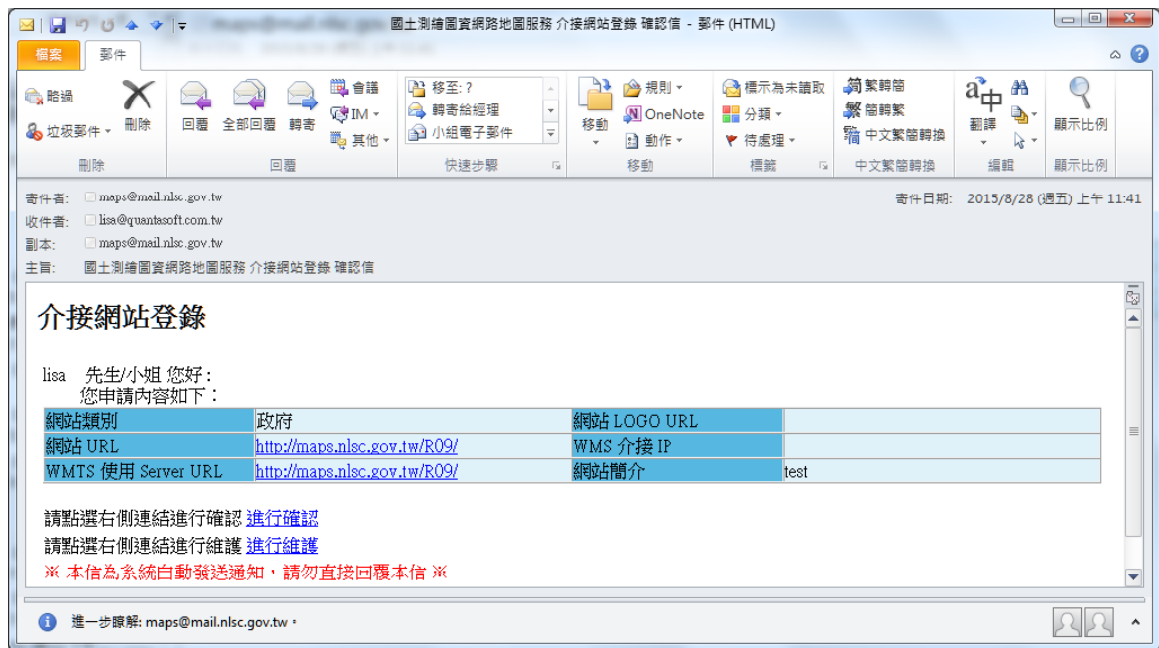 國土測繪圖資網路地圖服務 介接網站登錄 確認信 - 郵件 (HTML)
檔案 郵件
略過 垃圾郵件 刪除 回覆 全部回覆 轉寄 會議 IM 其他 移至: ? 轉寄給經理 小組電子郵件 移動 規則 OneNote 動作 標示為未讀取 分類 待處理 繁轉簡 簡轉繁 中文繁簡轉換 翻譯 顯示比例
刪除 回覆 快速步驟 移動 標籤 中文繁簡轉換 編輯 顯示比例
寄件者: maps@mail.nlsc.gov.tw 寄件日期: 2015/8/28 (週五) 上午 11:41
收件者: lisa@quantasoft.com.tw
副本: maps@mail.nlsc.gov.tw
主旨: 國土測繪圖資網路地圖服務 介接網站登錄 確認信
介接網站登錄
lisa 先生/小姐 您好:
您申請內容如下:
網站類別 政府 網站 LOGO URL
網站 URL http://maps.nlsc.gov.tw/R09/ WMS 介接 IP
WMTS 使用 Server URL http://maps.nlsc.gov.tw/R09/ 網站簡介 test
請點選右側連結進行確認 進行確認
請點選右側連結進行維護 進行維護
※ 本信為系統自動發送通知，請勿直接回覆本信 ※
進一步瞭解: maps@mail.nlsc.gov.tw。